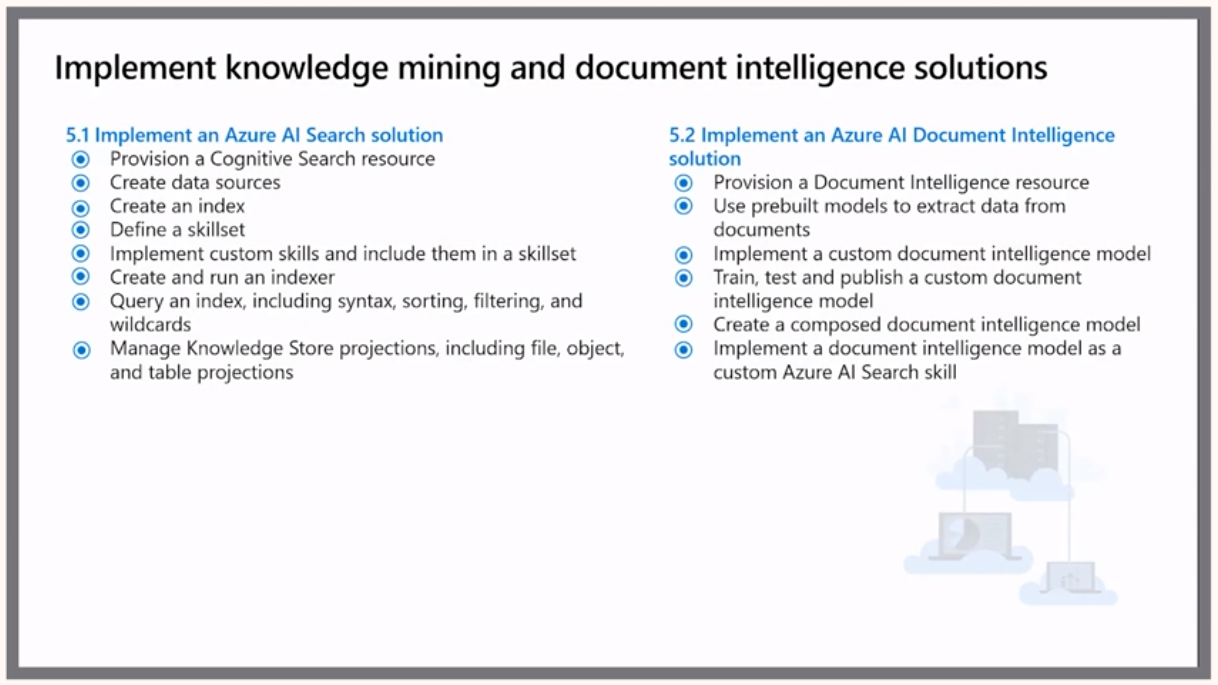 Implement knowledge mining and document intelligence solutions
5.1 Implement an Azure AI Search solution
Provision a Cognitive Search resource
Create data sources
Create an index
Define a skillset
Implement custom skills and include them in a skillset
Create and run an indexer
Query an index, including syntax, sorting, filtering, and
wildcards
Manage Knowledge Store projections, including file, object,
and table projections
5.2 Implement an Azure AI Document Intelligence
solution
Provision a Document Intelligence resource
Use prebuilt models to extract data from
documents
Implement a custom document intelligence model
Train, test and publish a custom document
intelligence model
Create a composed document intelligence model
Implement a document intelligence model as a
custom Azure AI Search skill